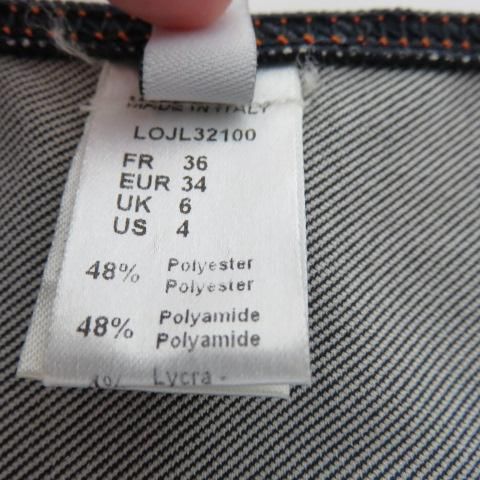 MADE IN ITALY
LOJL32100
FR 36
EUR 34
UK 6
US 4
48% Polyester
Polyester
48% Polyamide
Polyamide
% Lycra -